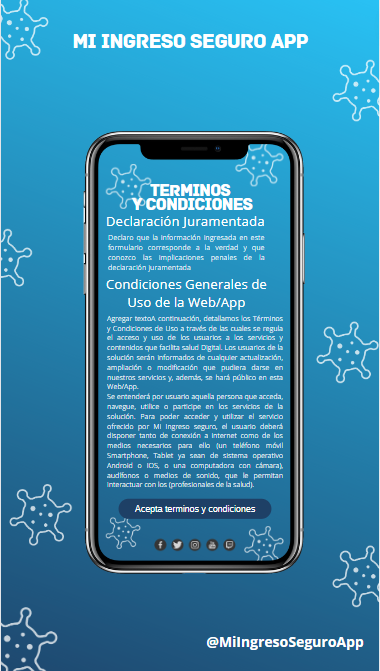 MI INGRESO SEGURO APP
TERMINOS
Y CONDICIONES
Declaración Juramentada
Declaro que la información ingresada en este
formulario corresponde a la verdad y que
conozco las implicaciones penales de la
declaración juramentada
Condiciones Generales de
Uso de la Web/App
Agregar textoA continuación, detallamos los Términos
y Condiciones de Uso a través de las cuales se regula
el acceso y uso de los usuarios a los servicios y
contenidos que facilita salud Digital. Los usuarios de la
solución serán informados de cualquier actualización,
ampliación o modificación que pudiera darse en
nuestros servicios y, además, se hará público en esta
Web/App.
Se entenderá por usuario aquella persona que acceda,
navegue, utilice o participe en los servicios de la
solución. Para poder acceder y utilizar el servicio
ofrecido por Mi Ingreso seguro, el usuario deberá
disponer tanto de conexión a internet como de los
medios necesarios para ello (un teléfono móvil
Smartphone, Tablet ya sean de sistema operativo
Android o IOS, o una computadora con cámara),
audífonos o medios de sonido, que le permitan
interactuar con los (profesionales de la salud).
Acepta terminos y condiciones
@MiIngresoSeguroApp